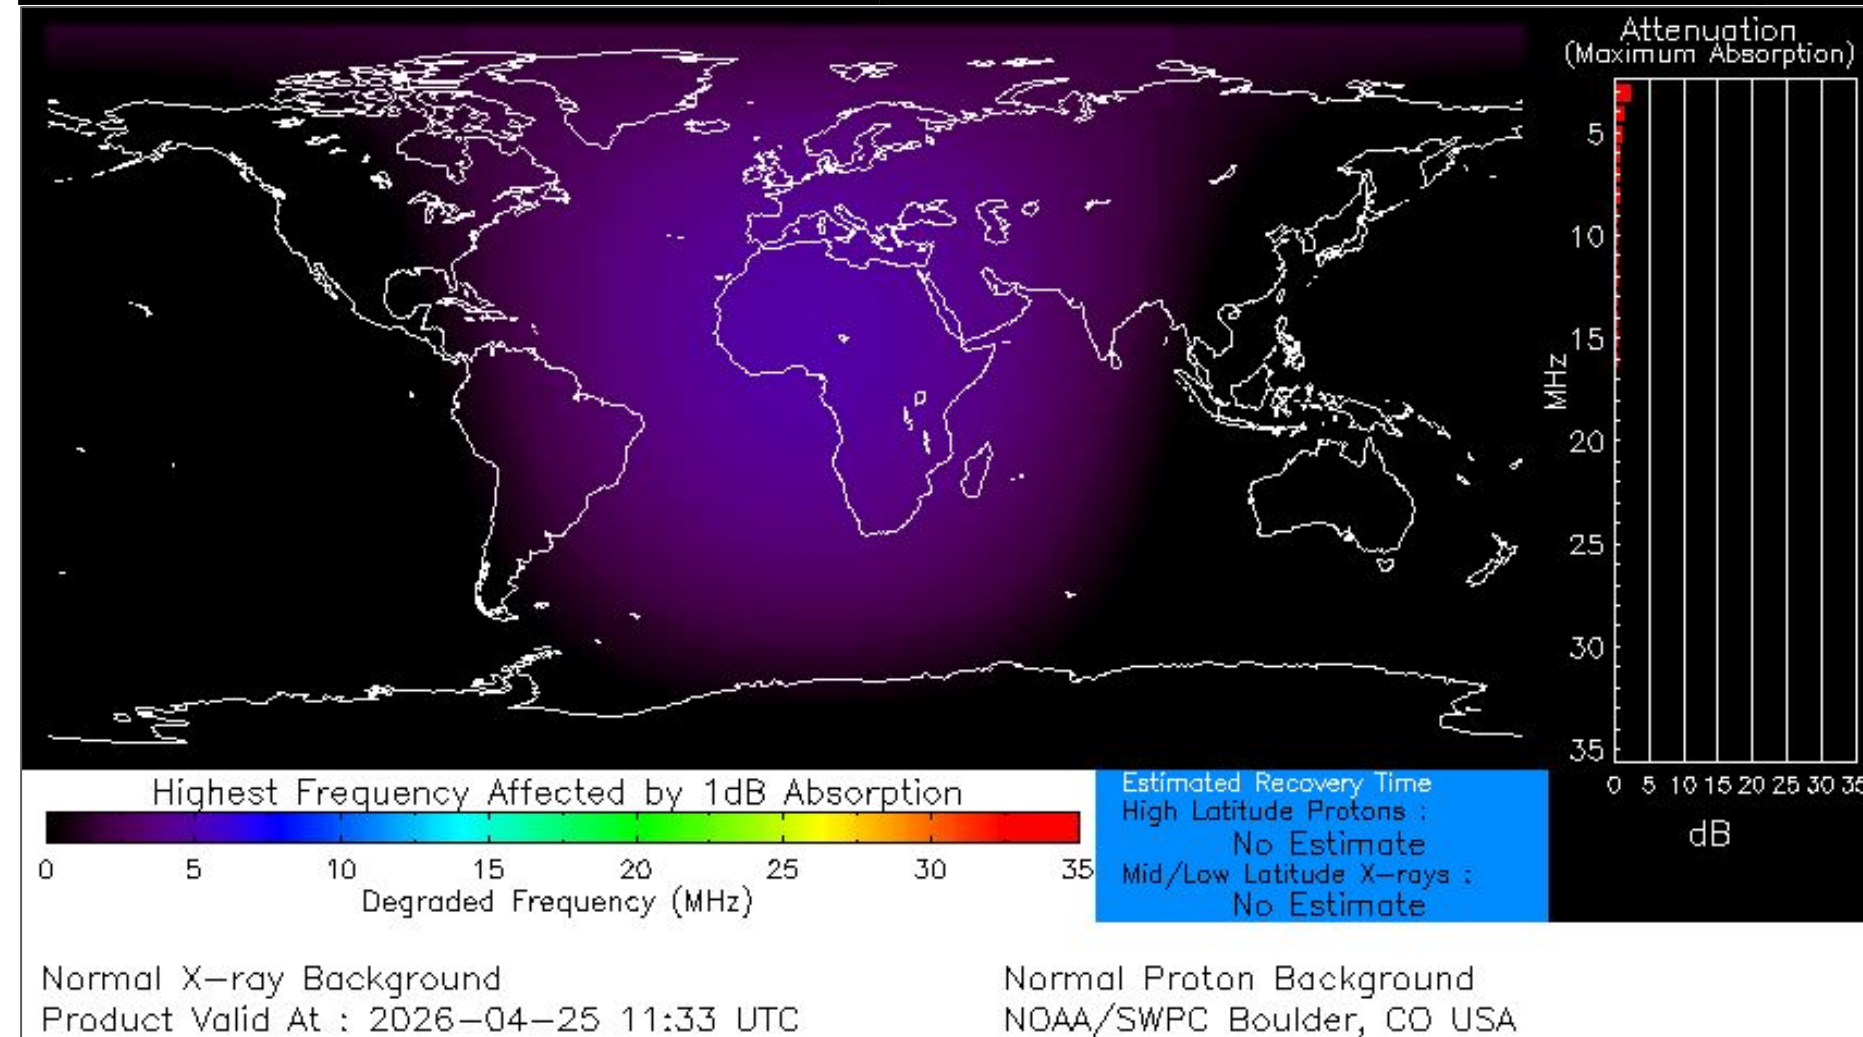 Attenuation
(Maximum Absorption)
5
10
15
20
25
30
35
MHz
0 5 10 15 20 25 30 35
dB
Highest Frequency Affected by 1dB Absorption
0 5 10 15 20 25 30 35
Degraded Frequency (MHz)
Estimated Recovery Time
High Latitude Protons :
No Estimate
Mid/Low Latitude X-rays :
No Estimate
Normal X-ray Background
Product Valid At : 2026-04-25 11:33 UTC
Normal Proton Background
NOAA/SWPC Boulder, CO USA